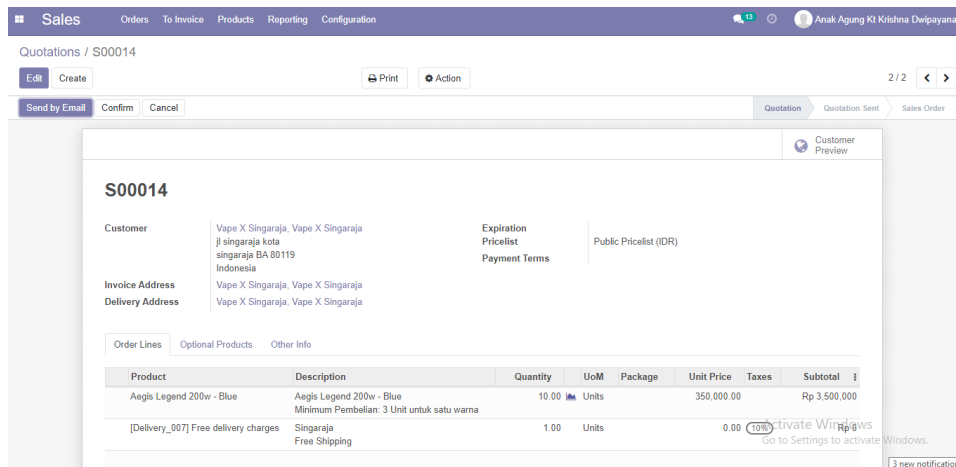 Sales Orders To Invoice Products Reporting Configuration 13 Anak Agung Kt Krishna Dwipayana
Quotations / S00014
Edit Create Print Action 2 / 2
Send by Email Confirm Cancel Quotation Quotation Sent Sales Order
Customer
Preview
S00014
Customer Vape X Singaraja, Vape X Singaraja Expiration
jl singaraja kota Pricelist Public Pricelist (IDR)
singaraja BA 80119 Payment Terms
Indonesia
Invoice Address Vape X Singaraja, Vape X Singaraja
Delivery Address Vape X Singaraja, Vape X Singaraja
Order Lines Optional Products Other Info
Product Description Quantity UoM Package Unit Price Taxes Subtotal
Aegis Legend 200w - Blue Aegis Legend 200w - Blue 10.00 Units 350,000.00 Rp 3,500,000
Minimum Pembelian: 3 Unit untuk satu warna
[Delivery_007] Free delivery charges Singaraja 1.00 Units 0.00 10% Rp 0
Free Shipping
Activate Windows
Go to Settings to activate Windows.
3 new notification